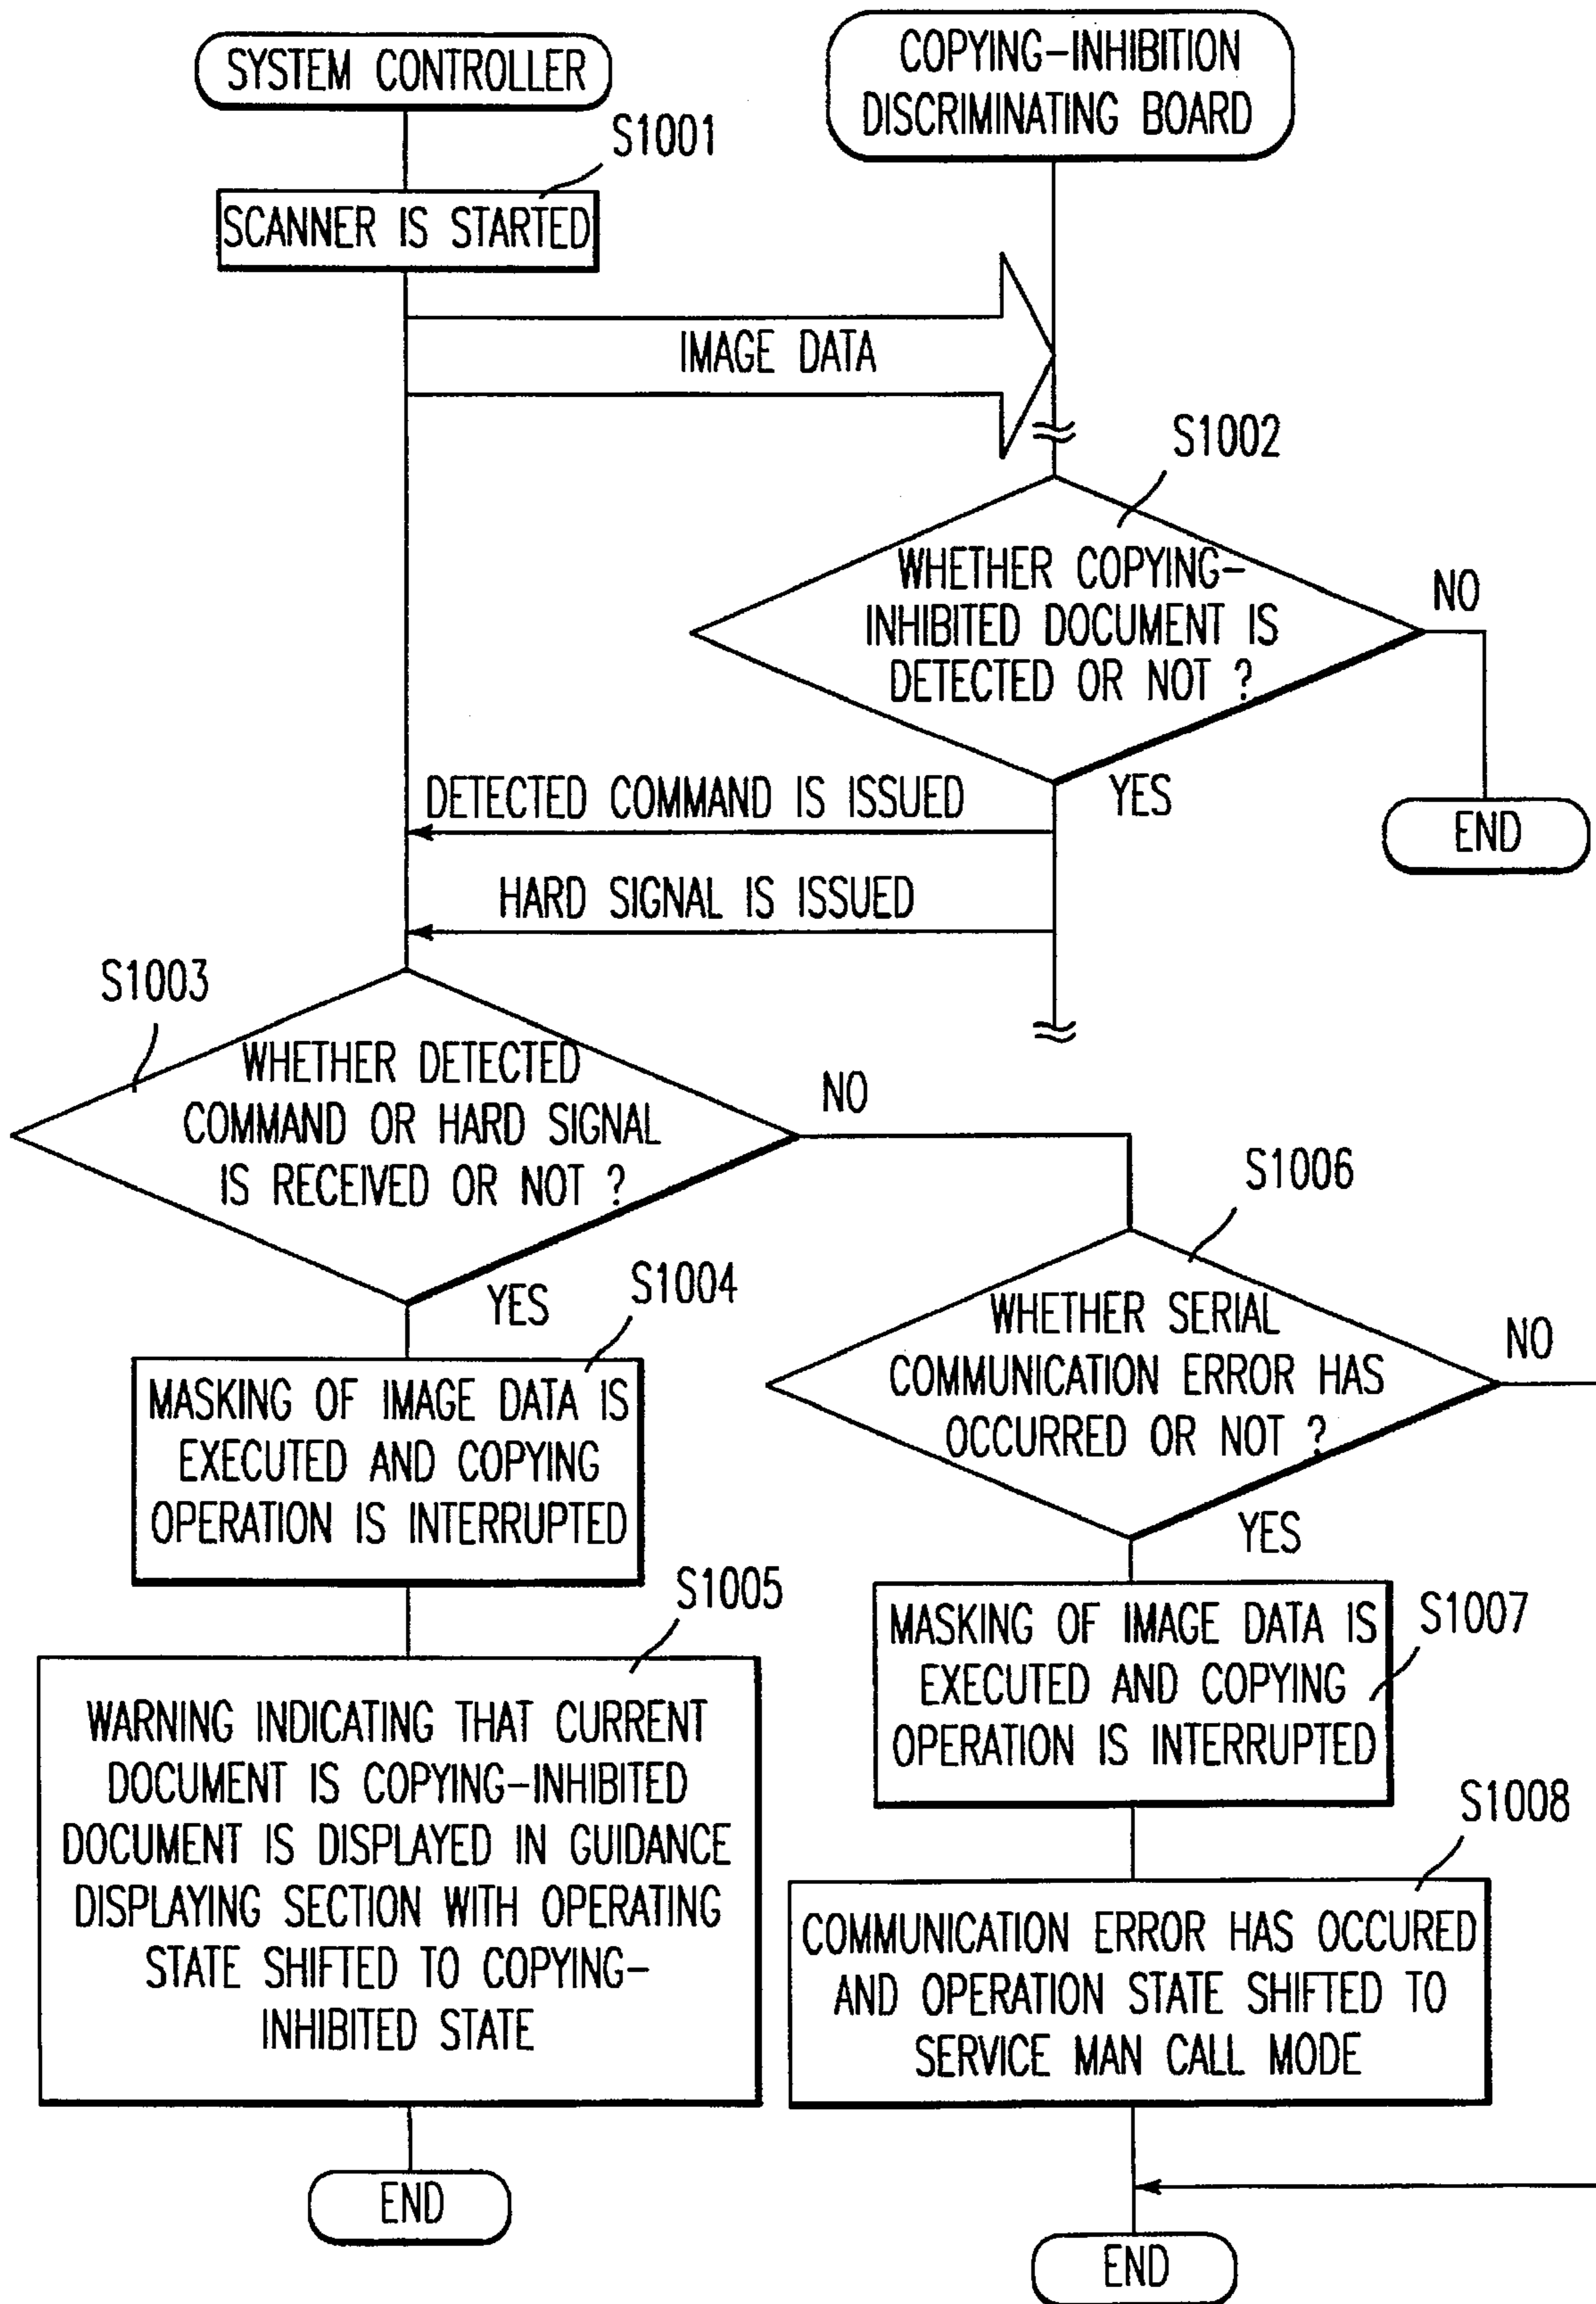 SYSTEM CONTROLLER
COPYING-INHIBITION
DISCRIMINATING BOARD
S1001
SCANNER IS STARTED
IMAGE DATA
S1002
WHETHER COPYING-
INHIBITED DOCUMENT IS
DETECTED OR NOT ?
NO
YES
END
DETECTED COMMAND IS ISSUED
HARD SIGNAL IS ISSUED
S1003
WHETHER DETECTED
COMMAND OR HARD SIGNAL
IS RECEIVED OR NOT ?
NO
YES
S1004
MASKING OF IMAGE DATA IS
EXECUTED AND COPYING
OPERATION IS INTERRUPTED
S1005
WARNING INDICATING THAT CURRENT
DOCUMENT IS COPYING-INHIBITED
DOCUMENT IS DISPLAYED IN GUIDANCE
DISPLAYING SECTION WITH OPERATING
STATE SHIFTED TO COPYING-
INHIBITED STATE
END
S1006
WHETHER SERIAL
COMMUNICATION ERROR HAS
OCCURRED OR NOT ?
NO
YES
MASKING OF IMAGE DATA IS
EXECUTED AND COPYING
OPERATION IS INTERRUPTED
S1007
S1008
COMMUNICATION ERROR HAS OCCURED
AND OPERATION STATE SHIFTED TO
SERVICE MAN CALL MODE
END